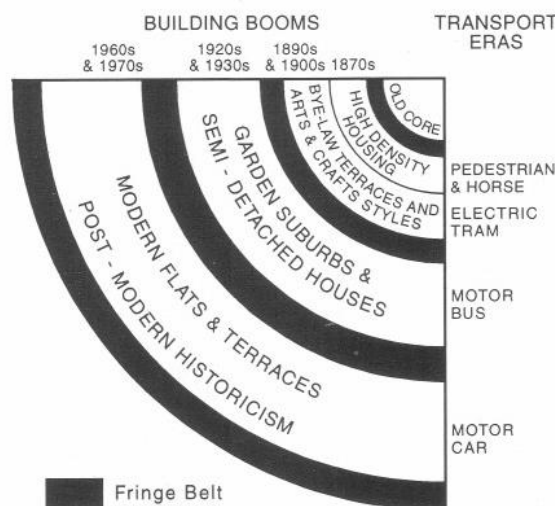 BUILDING BOOMS
TRANSPORT
ERAS
1960s
& 1970s
1920s
& 1930s
1890s
& 1900s
1870s
OLD CORE
HIGH DENSITY
HOUSING
BYE-LAW TERRACES AND
ARTS & CRAFTS STYLES
GARDEN SUBURBS &
SEMI - DETACHED HOUSES
MODERN FLATS & TERRACES
POST - MODERN HISTORICISM
PEDESTRIAN
& HORSE
ELECTRIC
TRAM
MOTOR
BUS
MOTOR
CAR
Fringe Belt